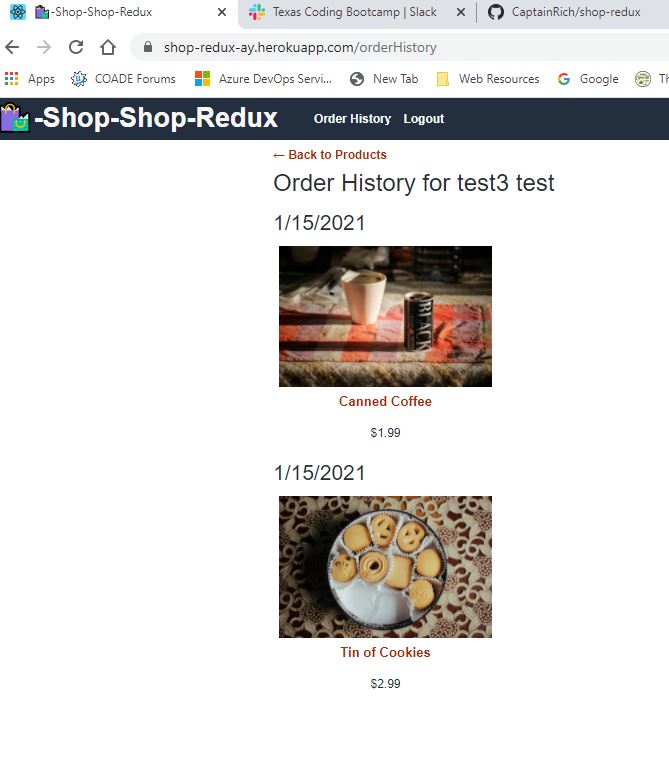 -Shop-Shop-Redux
Texas Coding Bootcamp | Slack
CaptainRich/shop-redux
shop-redux-ay.herokuapp.com/orderHistory
Apps
COADE Forums
Azure DevOps Servi...
New Tab
Web Resources
Google
-Shop-Shop-Redux
Order History
Logout
← Back to Products
Order History for test3 test
1/15/2021
BLACK
Canned Coffee
$1.99
1/15/2021
Tin of Cookies
$2.99